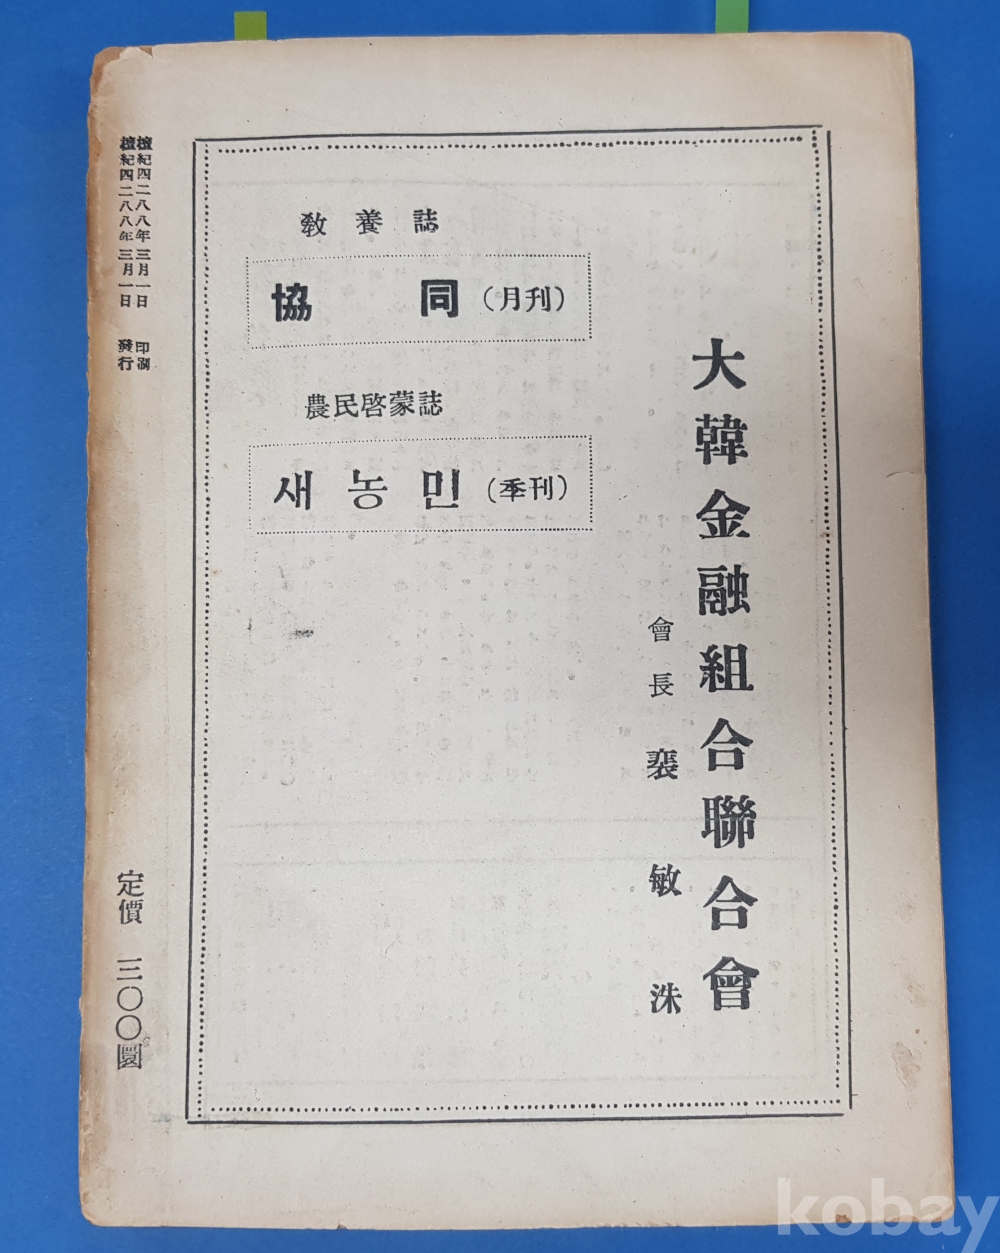 大韓金融組合聯合會
會長 裵敏洙
敎養誌
協同(月刊)
農民啓蒙誌
새농민(季刊)
檀紀四二八八年三月一日 印刷
檀紀四二八八年三月一日 發行
定價 三〇〇圜
kobay